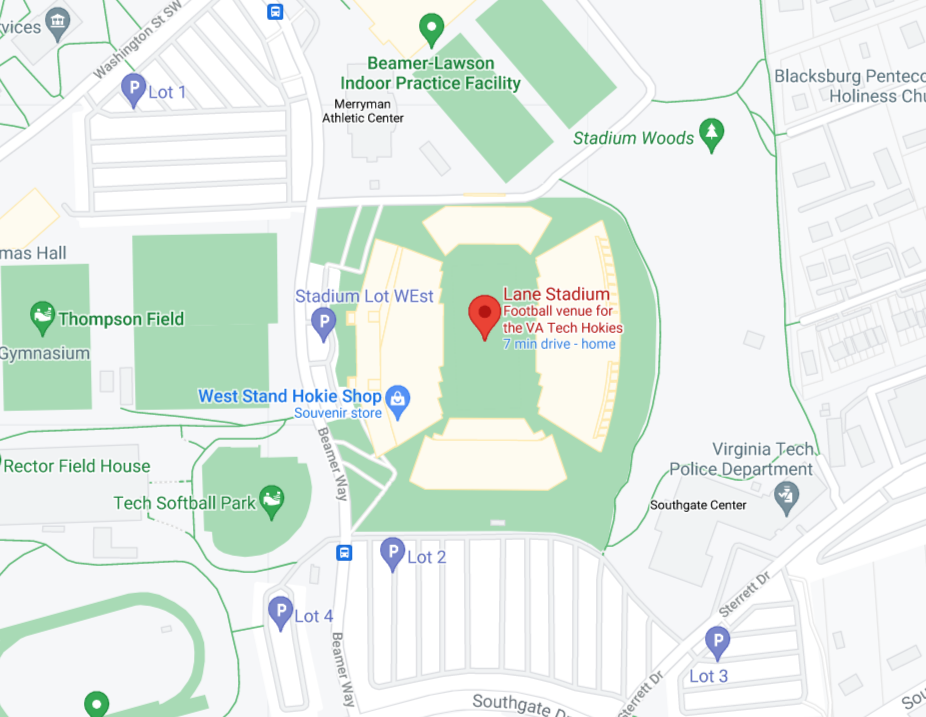 vices
Washington St SW
P
Lot 1
Beamer-Lawson
Indoor Practice Facility
Merryman
Athletic Center
Blacksburg Penteco
Holiness Chu
Stadium Woods
mas Hall
Stadium Lot WEst
P
Lane Stadium
Football venue for
the VA Tech Hokies
7 min drive - home
Thompson Field
Gymnasium
West Stand Hokie Shop
Souvenir store
Beamer Way
Rector Field House
Tech Softball Park
Virginia Tech
Police Department
Southgate Center
P
Lot 2
P
Lot 4
Sterrett Dr
P
Lot 3
Beamer Way
Southgate Dr
Sterrett Dr
Sou